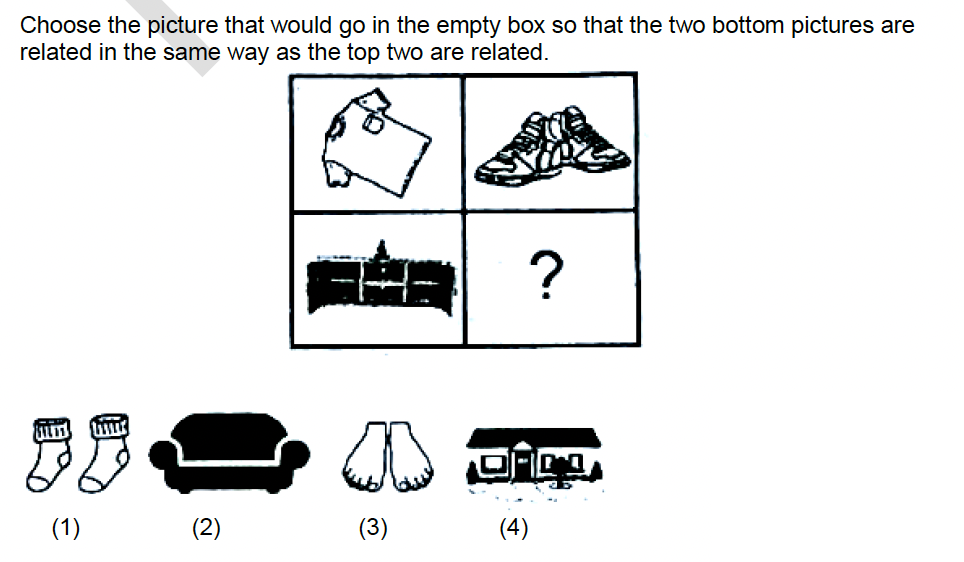 Choose the picture that would go in the empty box so that the two bottom pictures are
related in the same way as the top two are related.
?
(1) (2) (3) (4)